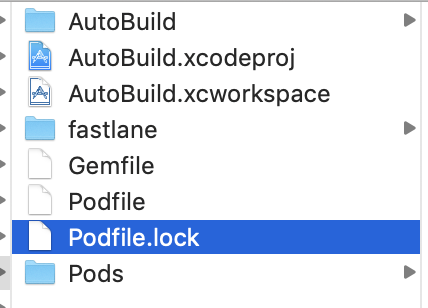 AutoBuild
AutoBuild.xcodeproj
AutoBuild.xcworkspace
fastlane
Gemfile
Podfile
Podfile.lock
Pods